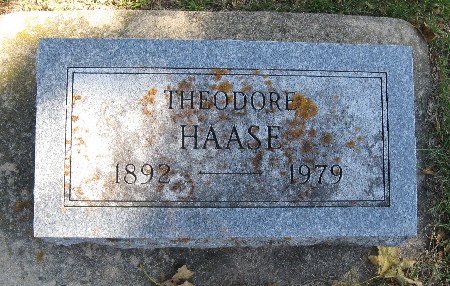 THEODORE
HAASE
1892 — 1979